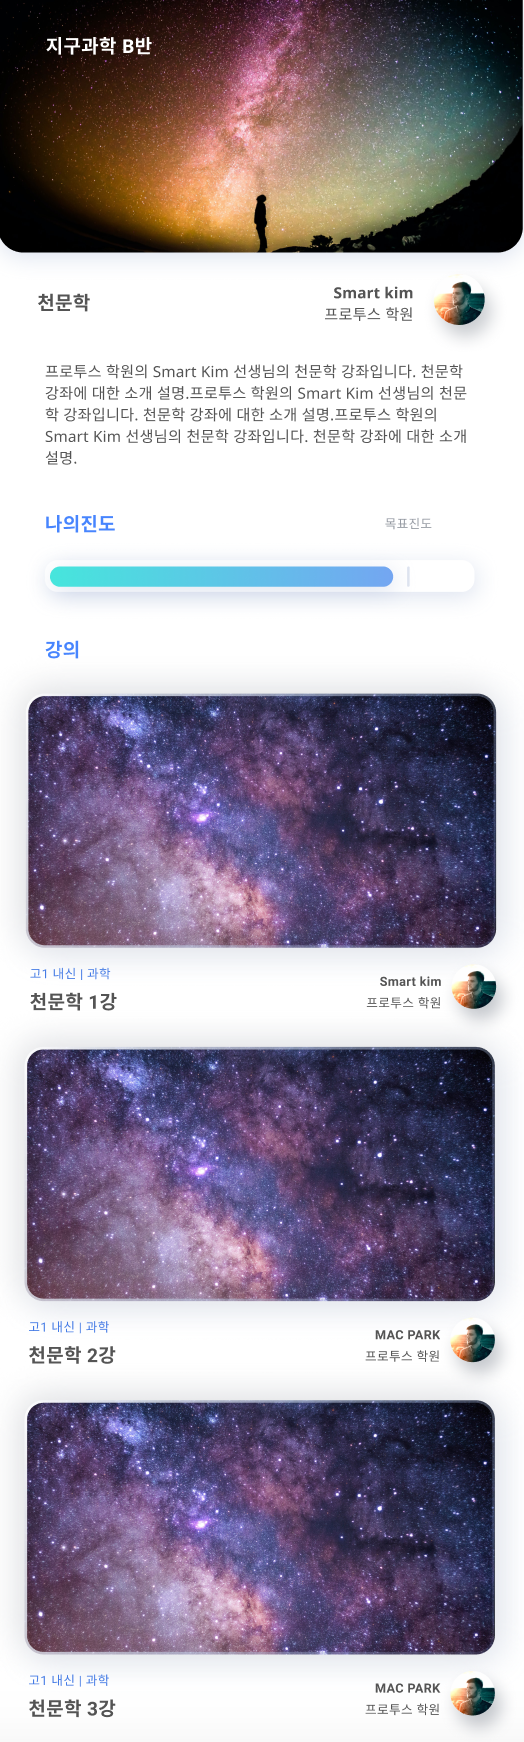 지구과학 B반
천문학
Smart kim
프로투스 학원
프로투스 학원의 Smart Kim 선생님의 천문학 강좌입니다. 천문학
강좌에 대한 소개 설명.프로투스 학원의 Smart Kim 선생님의 천문
학 강좌입니다. 천문학 강좌에 대한 소개 설명.프로투스 학원의
Smart Kim 선생님의 천문학 강좌입니다. 천문학 강좌에 대한 소개
설명.
나의진도
목표진도
강의
고1 내신 | 과학
천문학 1강
Smart kim
프로투스 학원
고1 내신 | 과학
천문학 2강
MAC PARK
프로투스 학원
고1 내신 | 과학
천문학 3강
MAC PARK
프로투스 학원